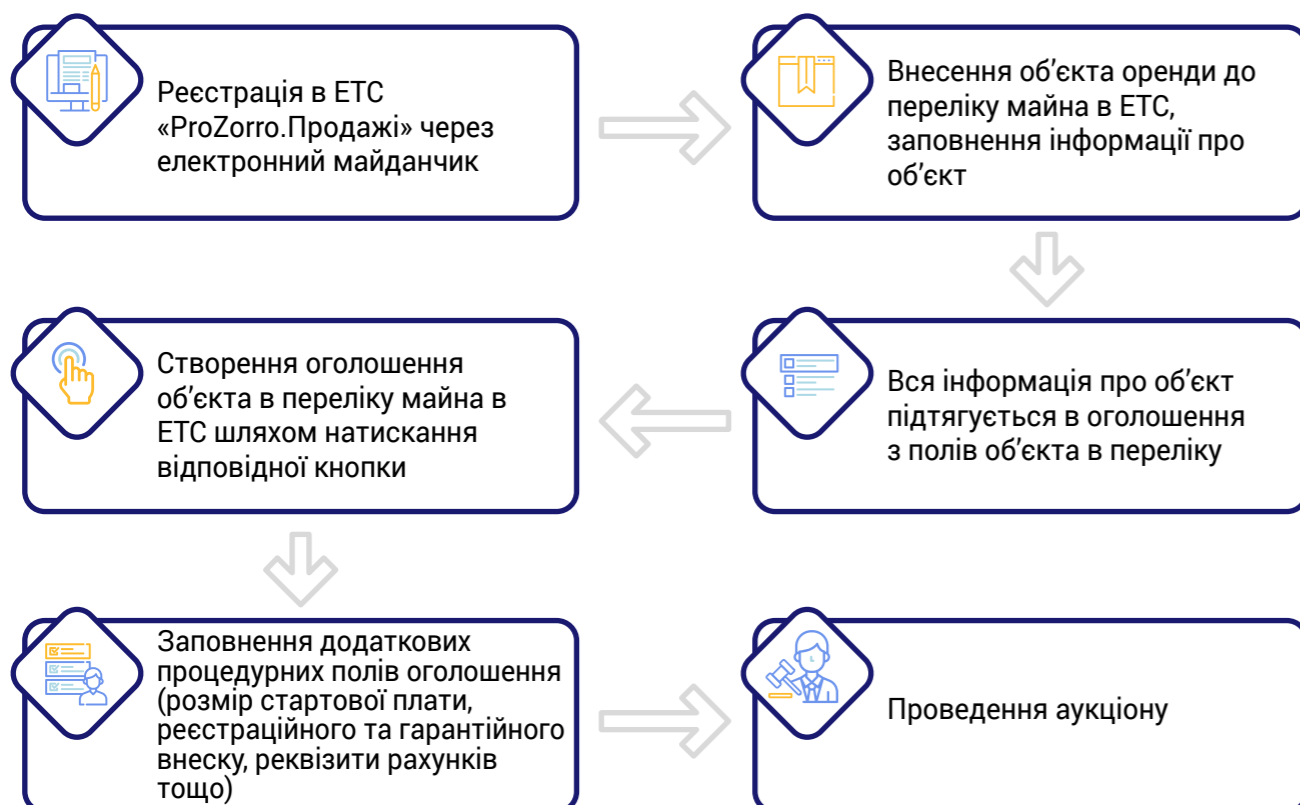 Реєстрація в ЕТС
«ProZorro.Продажі» через
електронний майданчик
Внесення об’єкта оренди до
переліку майна в ЕТС,
заповнення інформації про
об’єкт
Вся інформація про об’єкт
підтягується в оголошення
з полів об’єкта в переліку
Створення оголошення
об’єкта в переліку майна в
ЕТС шляхом натискання
відповідної кнопки
Заповнення додаткових
процедурних полів оголошення
(розмір стартової плати,
реєстраційного та гарантійного
внеску, реквізити рахунків
тощо)
Проведення аукціону